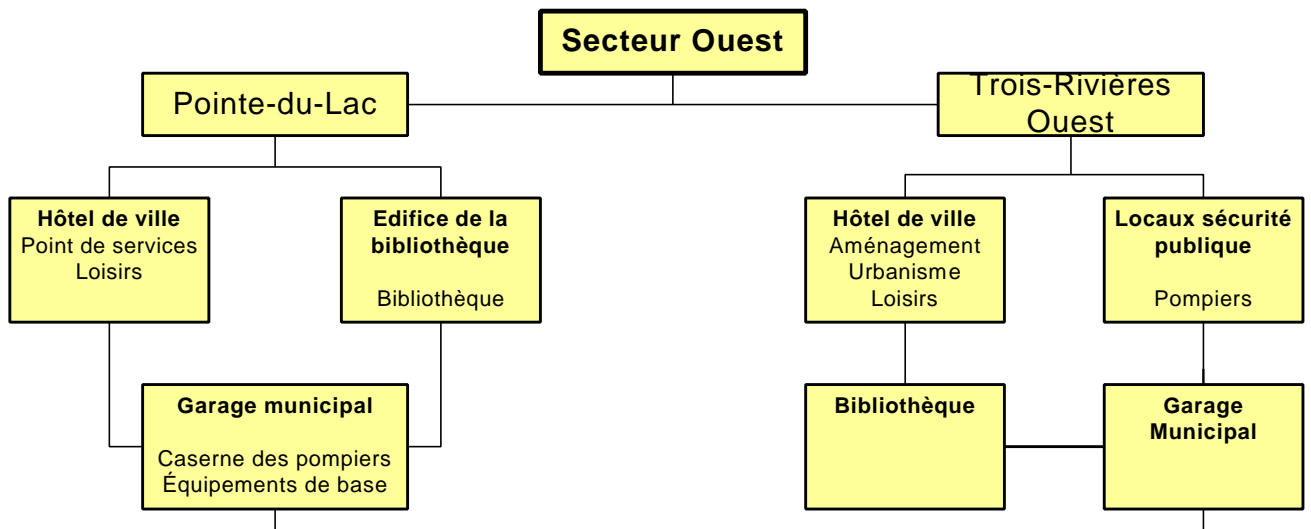 Secteur Ouest
Pointe-du-Lac
Trois-Rivières
Ouest
Hôtel de ville
Point de services
Loisirs
Edifice de la
bibliothèque
Bibliothèque
Hôtel de ville
Aménagement
Urbanisme
Loisirs
Locaux sécurité
publique
Pompiers
Garage municipal
Caserne des pompiers
Équipements de base
Bibliothèque
Garage
Municipal